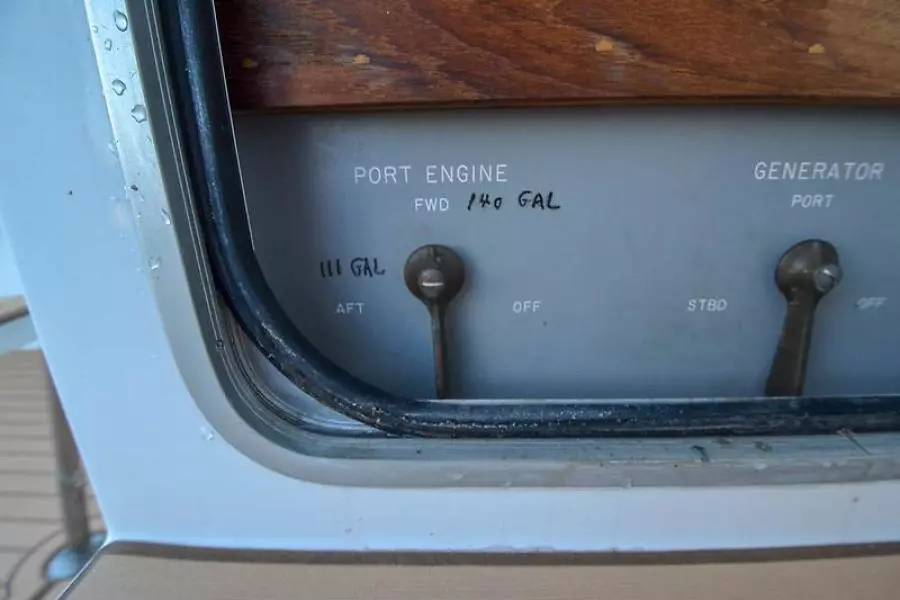 PORT ENGINE
FWD 140 GAL
111 GAL
AFT
OFF
GENERATOR
PORT
STBD
OFF